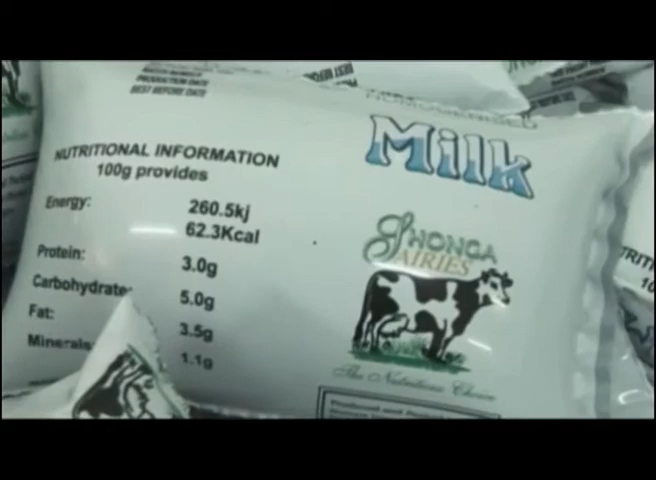 PRODUCTION DATE
BEST BEFORE DATE
HOMOGENISED
Milk
NUTRITIONAL INFORMATION
100g provides
Energy: 260.5kj
62.3Kcal
Protein: 3.0g
Carbohydrate: 5.0g
Fat: 3.5g
Minerals 1.1g
SHONGA
DAIRIES
The Nutritious Choice